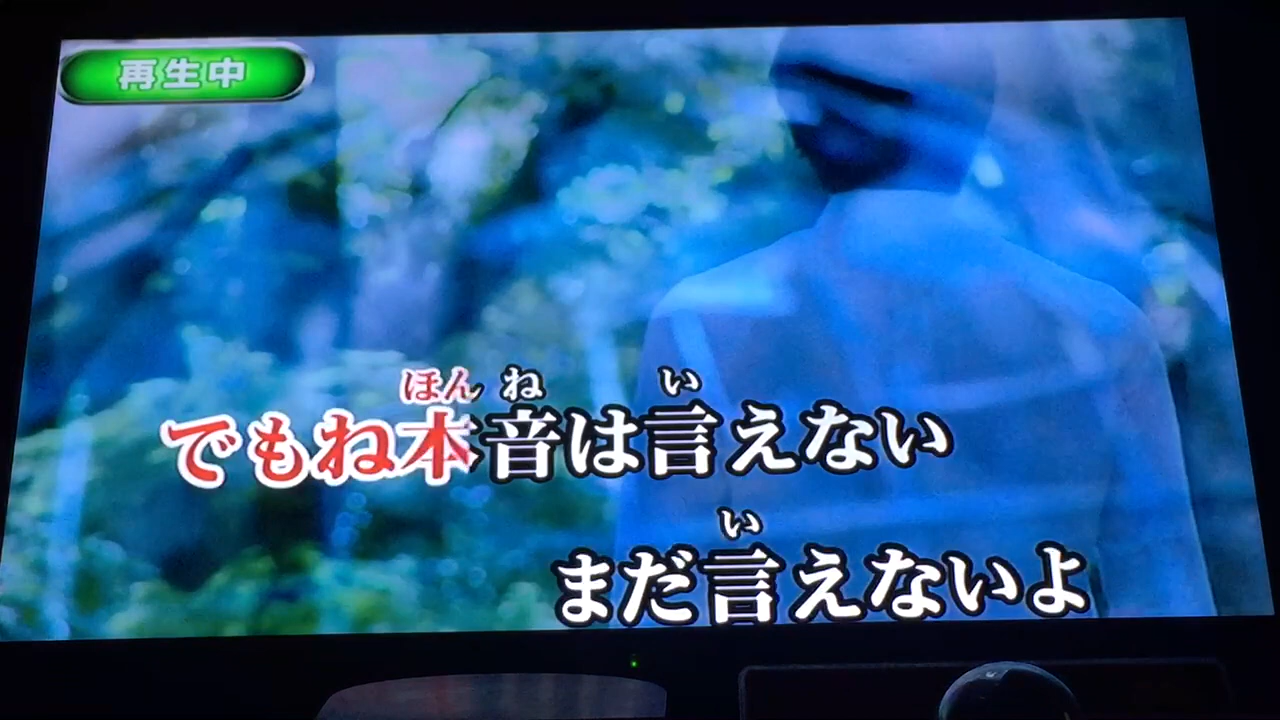 再生中
ほんね い
でもね本音は言えない
い
まだ言えないよ